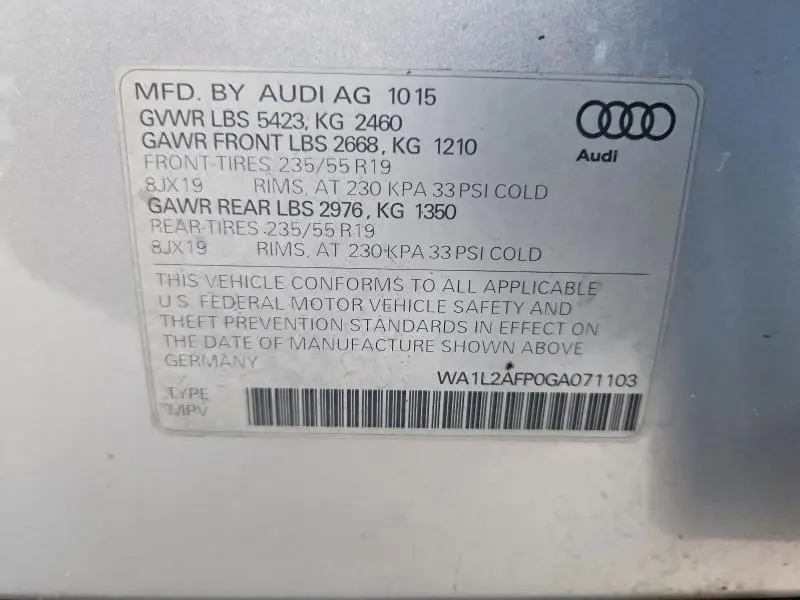 MFD. BY AUDI AG 1015
GVWR LBS 5423, KG 2460
GAWR FRONT LBS 2668, KG 1210
FRONT-TIRES 235/55 R19
8JX19 RIMS, AT 230 KPA 33 PSI COLD
GAWR REAR LBS 2976, KG 1350
REAR-TIRES 235/55 R19
8JX19 RIMS, AT 230 KPA 33 PSI COLD
Audi
THIS VEHICLE CONFORMS TO ALL APPLICABLE
U.S. FEDERAL MOTOR VEHICLE SAFETY AND
THEFT PREVENTION STANDARDS IN EFFECT ON
THE DATE OF MANUFACTURE SHOWN ABOVE
GERMANY
WA1L2AFP0GA071103
TYPE
MPV